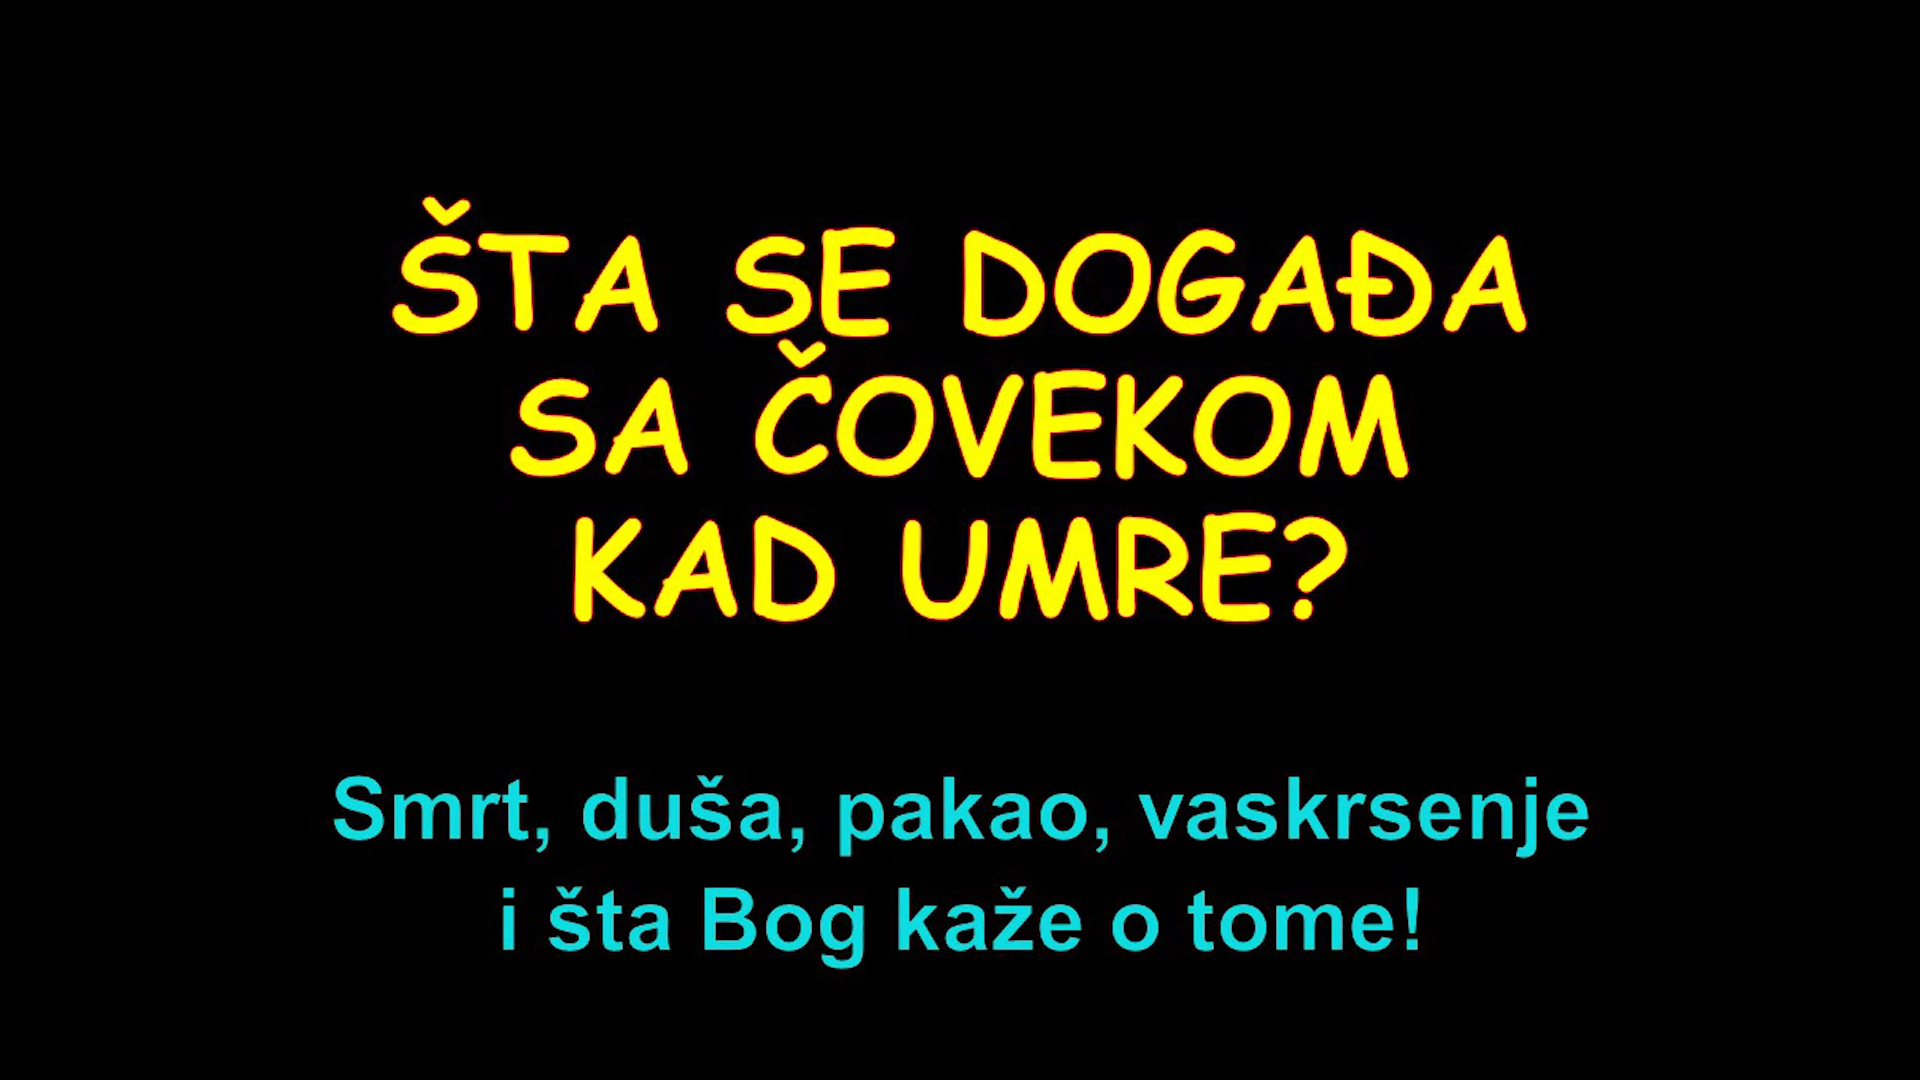 ŠTA SE DOGAĐA
SA ČOVEKOM
KAD UMRE?
Smrt, duša, pakao, vaskrsenje
i šta Bog kaže o tome!